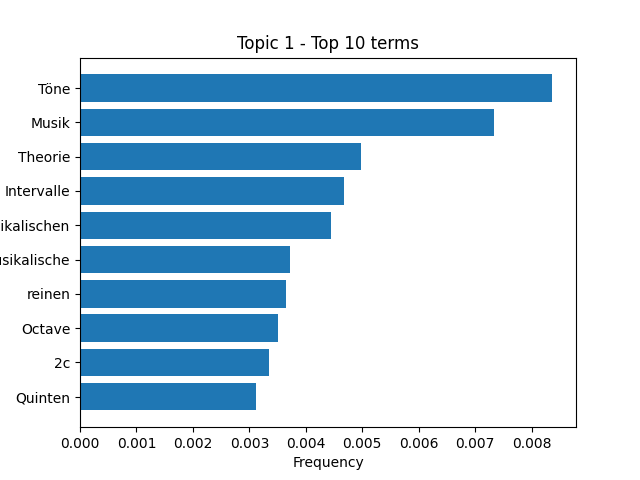 Topic 1 - Top 10 terms
Töne
Musik
Theorie
Intervalle
ikalischen
usikalische
reinen
Octave
2c
Quinten
0.000 0.001 0.002 0.003 0.004 0.005 0.006 0.007 0.008
Frequency